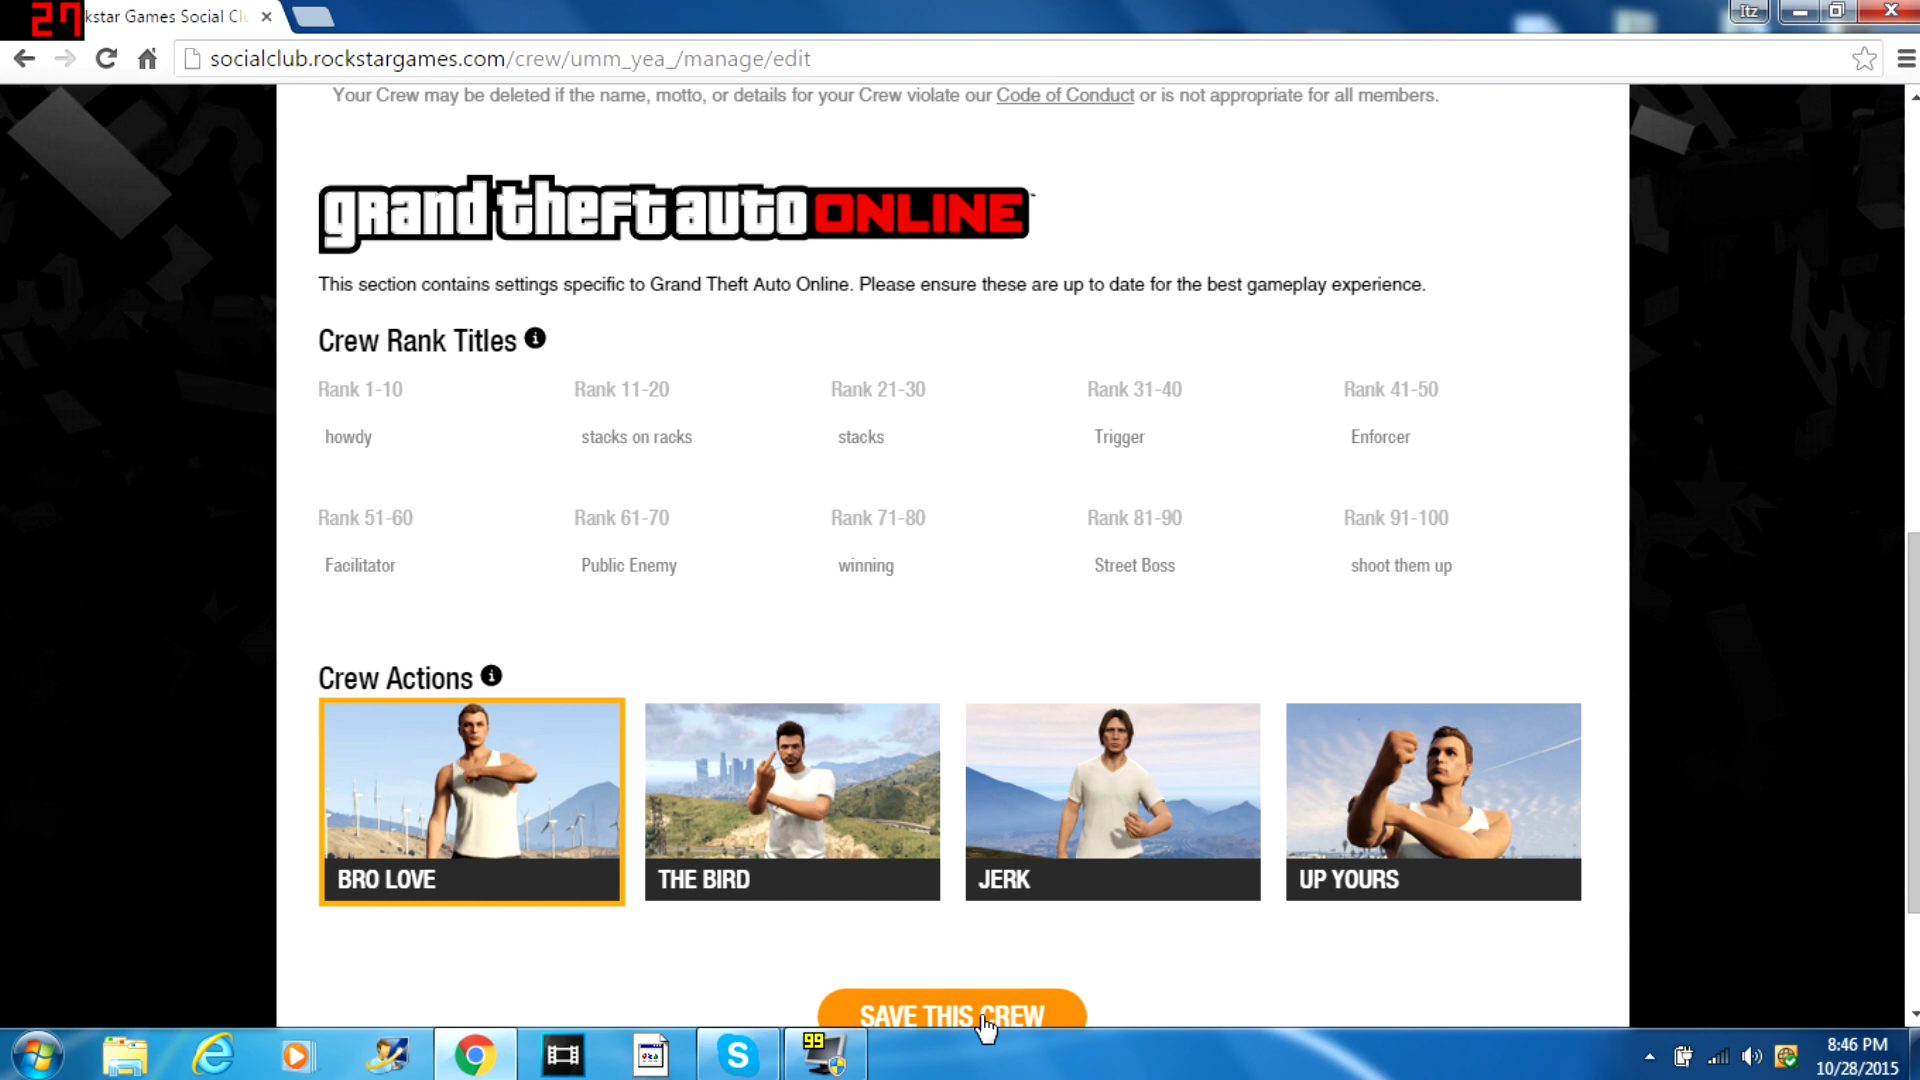 27
kstar Games Social Cl
Itz
socialclub.rockstargames.com/crew/umm_yea_/manage/edit
Your Crew may be deleted if the name, motto, or details for your Crew violate our Code of Conduct or is not appropriate for all members.
grand theft auto ONLINE
This section contains settings specific to Grand Theft Auto Online. Please ensure these are up to date for the best gameplay experience.
Crew Rank Titles
Rank 1-10 Rank 11-20 Rank 21-30 Rank 31-40 Rank 41-50
howdy stacks on racks stacks Trigger Enforcer
Rank 51-60 Rank 61-70 Rank 71-80 Rank 81-90 Rank 91-100
Facilitator Public Enemy winning Street Boss shoot them up
Crew Actions
BRO LOVE THE BIRD JERK UP YOURS
SAVE THIS CREW
99
8:46 PM
10/28/2015